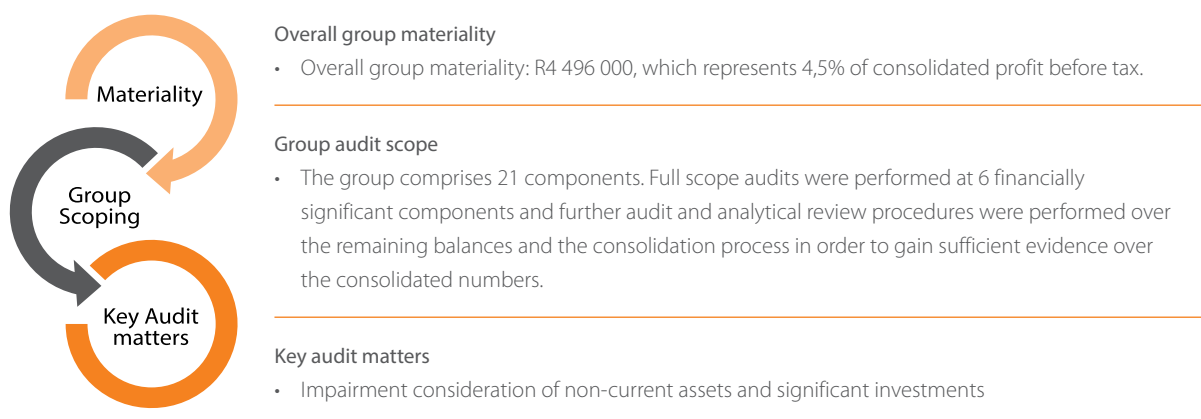 Materiality
Overall group materiality
• Overall group materiality: R4 496 000, which represents 4,5% of consolidated profit before tax.
Group
Scoping
Group audit scope
• The group comprises 21 components. Full scope audits were performed at 6 financially
significant components and further audit and analytical review procedures were performed over
the remaining balances and the consolidation process in order to gain sufficient evidence over
the consolidated numbers.
Key Audit
matters
Key audit matters
• Impairment consideration of non-current assets and significant investments